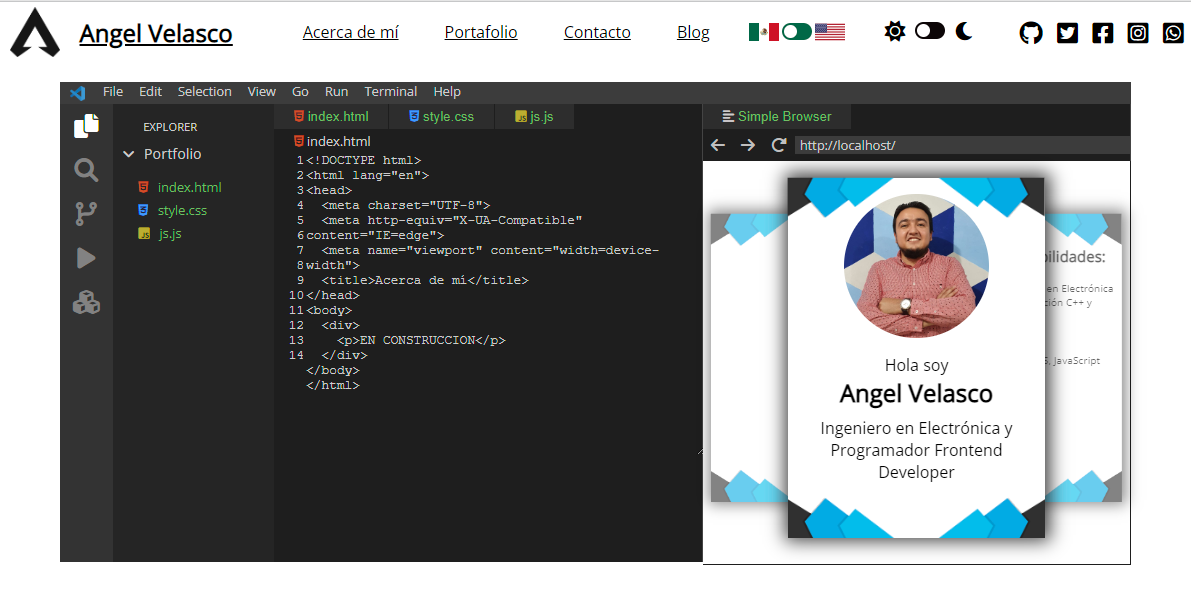 Angel Velasco Acerca de mí Portafolio Contacto Blog
File Edit Selection View Go Run Terminal Help
EXPLORER
Portfolio
index.html
style.css
js.js
index.html style.css js.js
index.html
1 <!DOCTYPE html>
2 <html lang="en">
3 <head>
4 <meta charset="UTF-8">
5 <meta http-equiv="X-UA-Compatible"
6 content="IE=edge">
7 <meta name="viewport" content="width=device-
8 width">
9 <title>Acerca de mí</title>
10 </head>
11 <body>
12 <div>
13 <p>EN CONSTRUCCION</p>
14 </div>
</body>
</html>
Simple Browser
http://localhost/
Hola soy
Angel Velasco
Ingeniero en Electrónica y
Programador Frontend
Developer
bilidades:
en Electrónica
ción C++ y
S, JavaScript